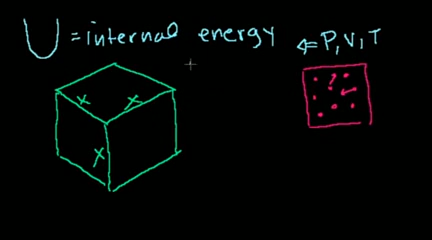 U = internal energy ⇐ P, V, T
x x
x